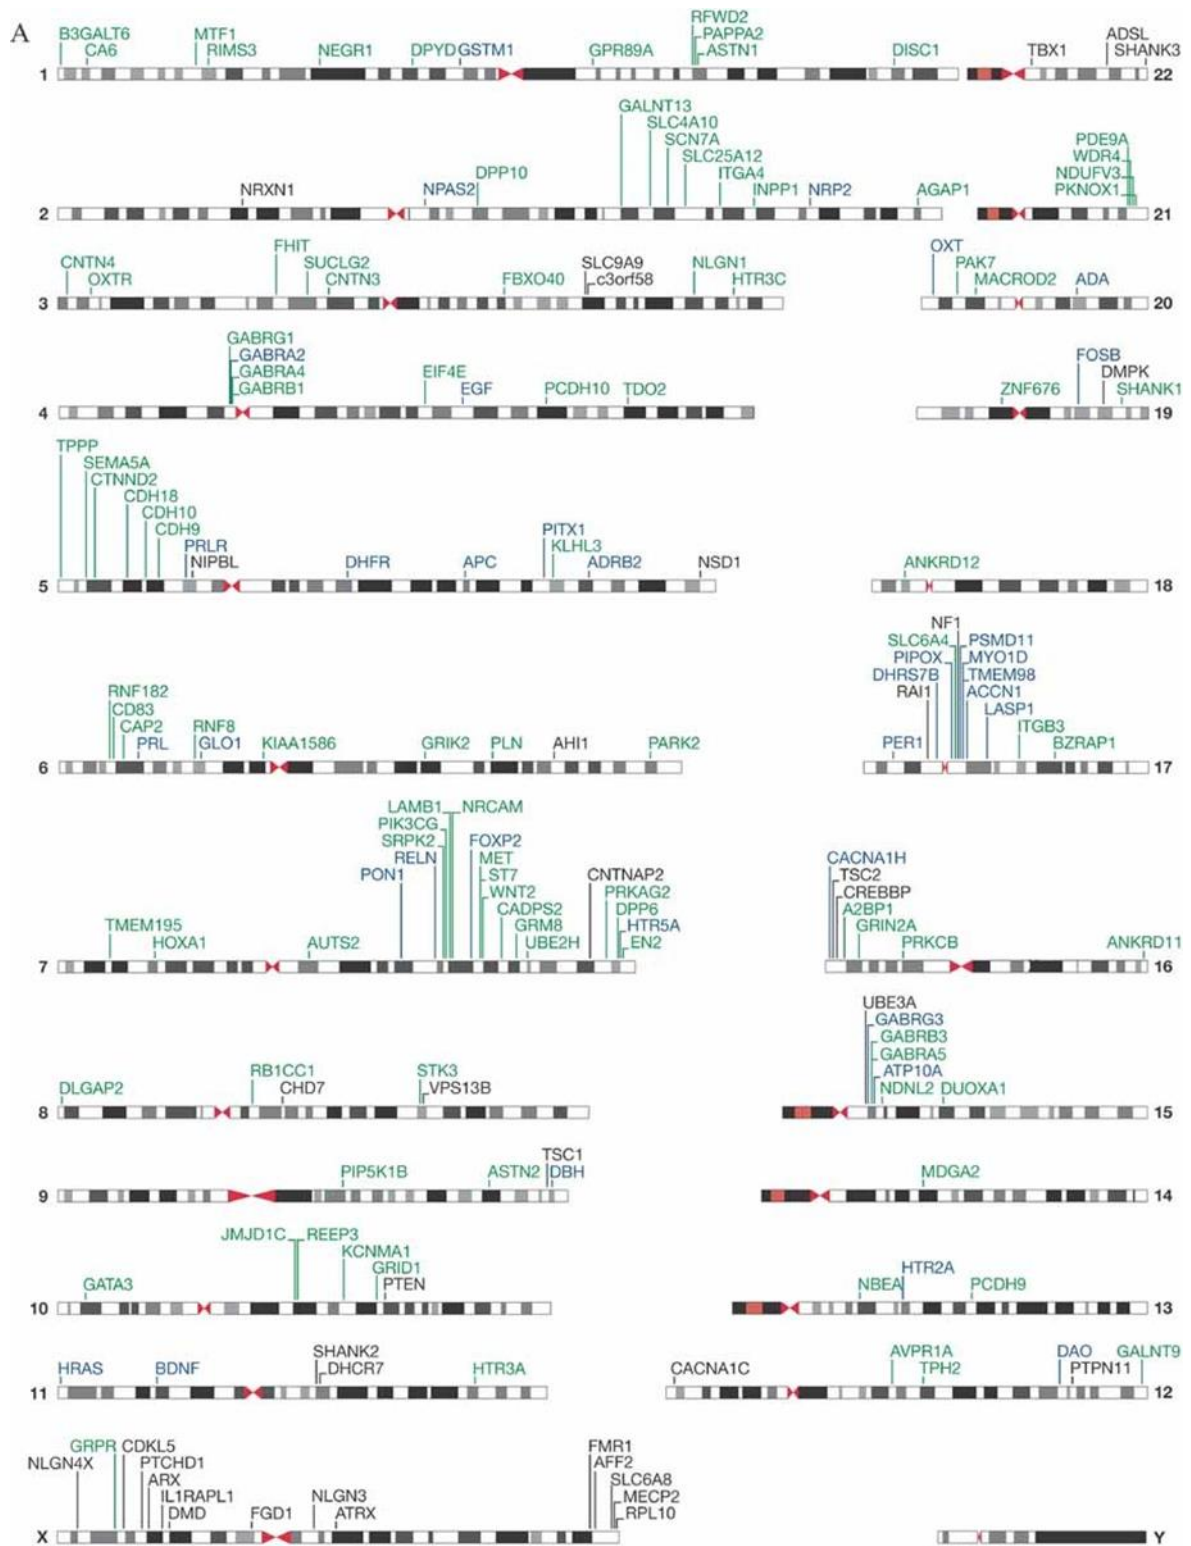 A
B3GALT6 MTF1 RFWD2 ADSL
CA6 RIMS3 NEGR1 DPYD GSTM1 GPR89A PAPPA2 ASTN1 DISC1 TBX1 SHANK3
1 22
GALNT13
SLC4A10
SCN7A PDE9A
SLC25A12 WDR4
DPP10 ITGA4 NDUFV3
NRXN1 NPAS2 INPP1 NRP2 AGAP1 PKNOX1
2 21
FHIT OXT
CNTN4 SUCLG2 SLC9A9 NLGN1 PAK7
OXTR CNTN3 FBXO40 c3orf58 HTR3C MACROD2 ADA
3 20
GABRG1
GABRA2 FOSB
GABRA4 EIF4E DMPK
GABRB1 EGF PCDH10 TDO2 ZNF676 SHANK1
4 19
TPPP
SEMA5A
CTNND2
CDH18
CDH10
CDH9 PITX1
PRLR KLHL3
NIPBL DHFR APC ADRB2 NSD1 ANKRD12
5 18
NF1
SLC6A4 PSMD11
PIPOX MYO1D
DHRS7B TMEM98
RNF182 RAI1 ACCN1
CD83 LASP1
CAP2 RNF8 ITGB3
PRL GLO1 KIAA1586 GRIK2 PLN AHI1 PARK2 PER1 BZRAP1
6 17
LAMB1 NRCAM
PIK3CG
SRPK2 FOXP2
RELN MET CACNA1H
PON1 ST7 CNTNAP2 TSC2
WNT2 PRKAG2 CREBBP
CADPS2 DPP6 A2BP1
TMEM195 GRM8 HTR5A GRIN2A
HOXA1 AUTS2 UBE2H EN2 PRKCB ANKRD11
7 16
UBE3A
GABRG3
GABRB3
GABRA5
RB1CC1 STK3 ATP10A
DLGAP2 CHD7 VPS13B NDNL2 DUOXA1
8 15
TSC1
PIP5K1B ASTN2 DBH MDGA2
9 14
JMJD1C REEP3
KCNMA1
GRID1 HTR2A
GATA3 PTEN NBEA PCDH9
10 13
SHANK2 AVPR1A DAO GALNT9
HRAS BDNF DHCR7 HTR3A CACNA1C TPH2 PTPN11
11 12
GRPR CDKL5 FMR1
NLGN4X PTCHD1 AFF2
ARX SLC6A8
IL1RAPL1 NLGN3 MECP2
DMD FGD1 ATRX RPL10
X Y